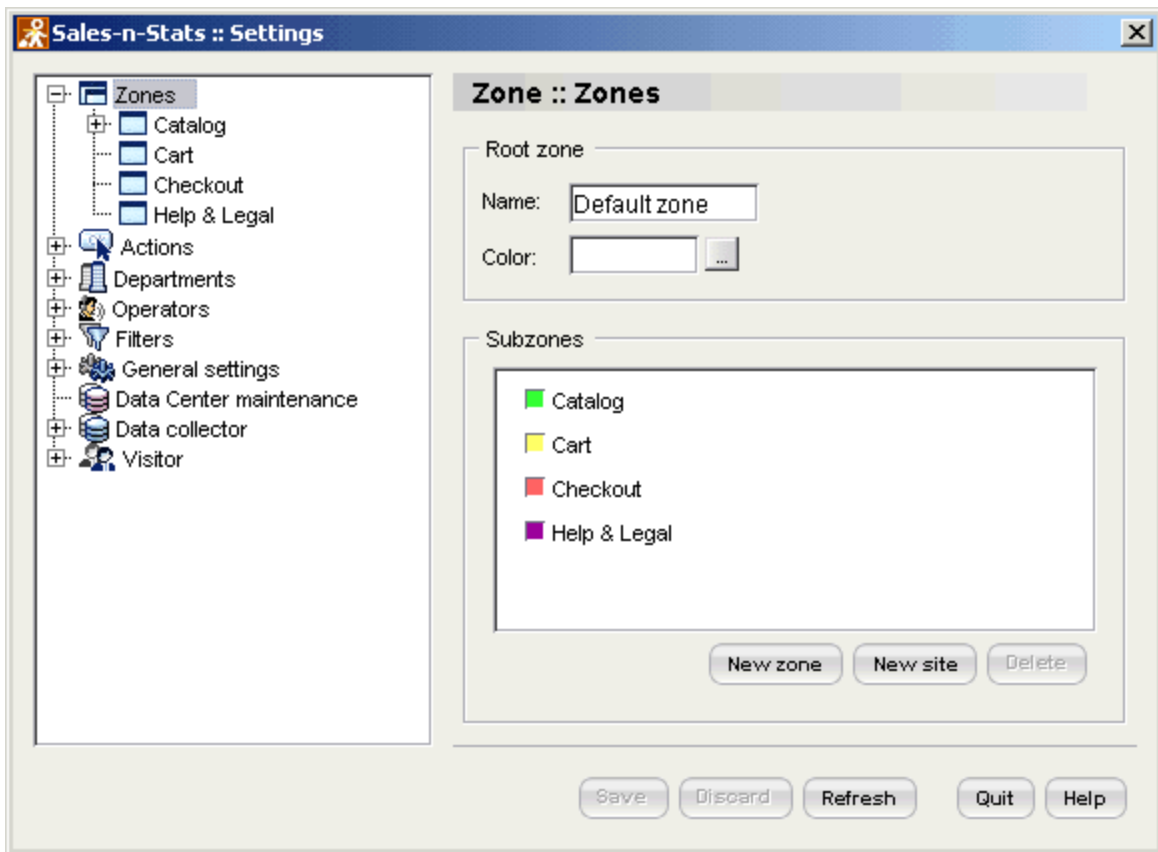 Sales-n-Stats :: Settings
Zones
Catalog
Cart
Checkout
Help & Legal
Actions
Departments
Operators
Filters
General settings
Data Center maintenance
Data collector
Visitor
Zone :: Zones
Root zone
Name: Default zone
Color: ...
Subzones
Catalog
Cart
Checkout
Help & Legal
New zone New site Delete
Save Discard Refresh Quit Help